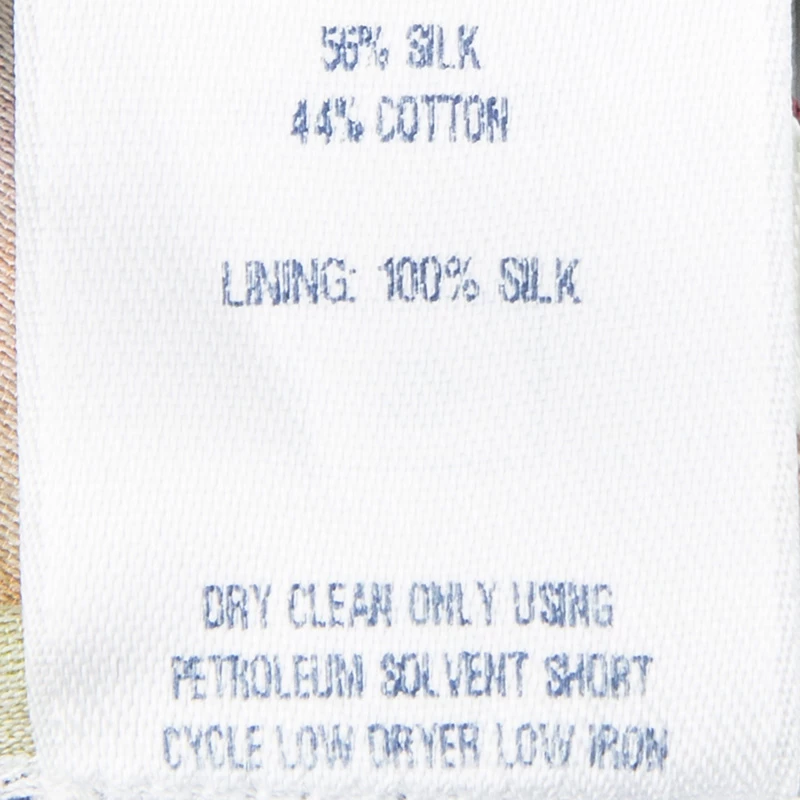 56% SILK
44% COTTON
LINING: 100% SILK
DRY CLEAN ONLY USING
PETROLEUM SOLVENT SHORT
CYCLE LOW DRYER LOW IRON